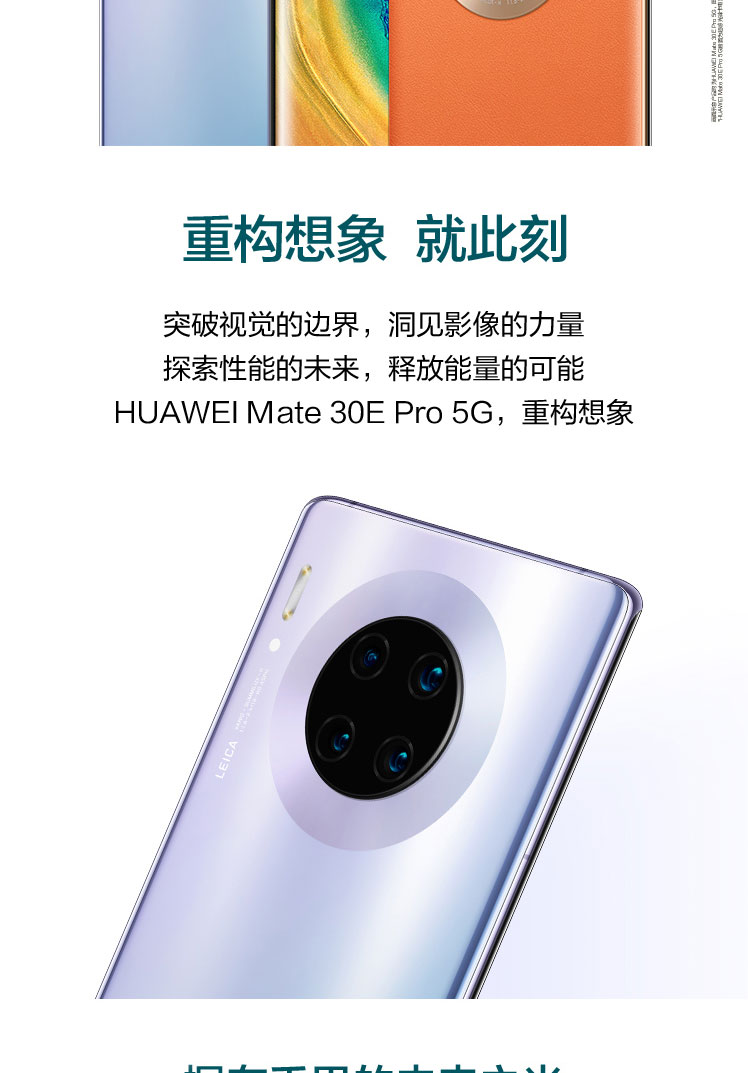 重构想象 就此刻
突破视觉的边界，洞见影像的力量
探索性能的未来，释放能量的可能
HUAWEI Mate 30E Pro 5G，重构想象
LEICA